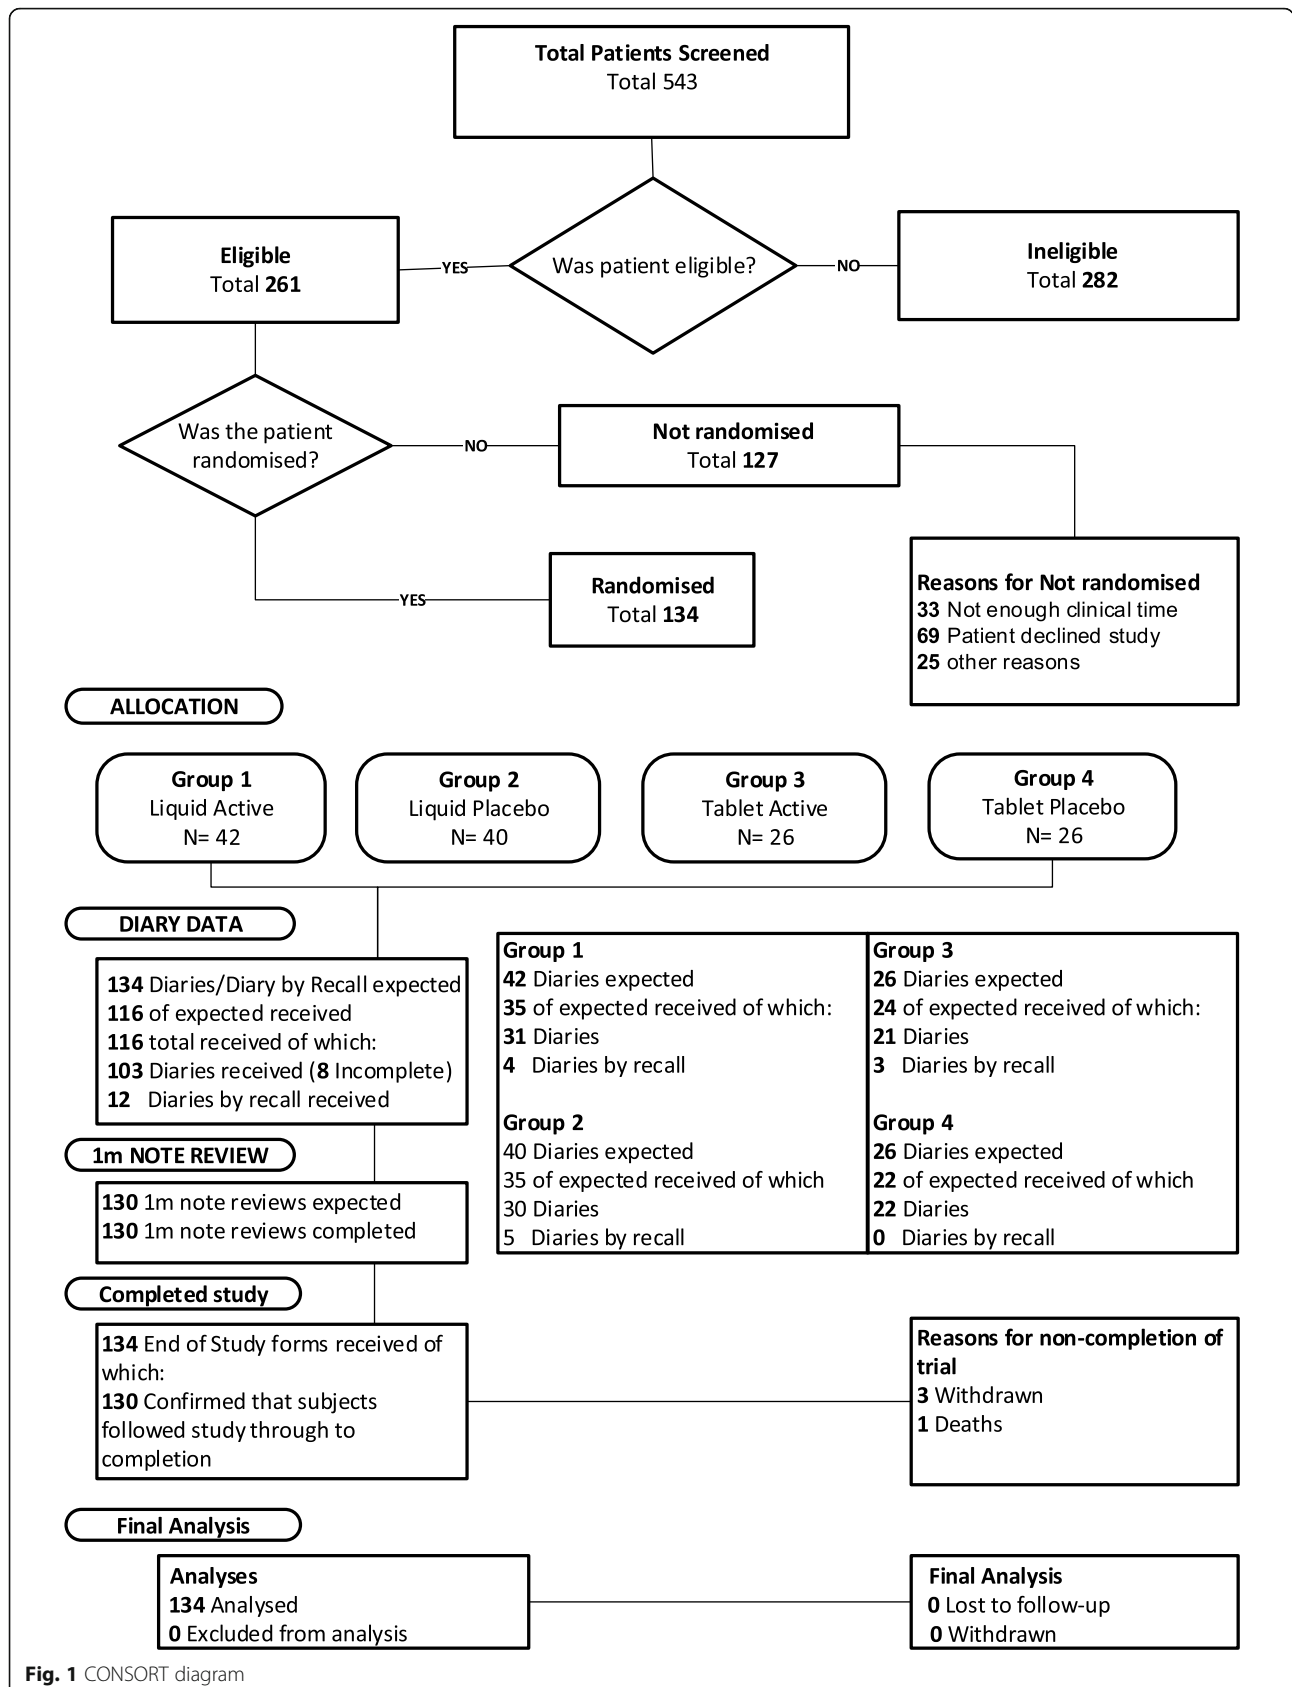 Total Patients Screened
Total 543
Was patient eligible?
YES
NO
Eligible
Total 261
Ineligible
Total 282
Was the patient
randomised?
NO
YES
Not randomised
Total 127
Randomised
Total 134
Reasons for Not randomised
33 Not enough clinical time
69 Patient declined study
25 other reasons
ALLOCATION
Group 1
Liquid Active
N= 42
Group 2
Liquid Placebo
N= 40
Group 3
Tablet Active
N= 26
Group 4
Tablet Placebo
N= 26
DIARY DATA
134 Diaries/Diary by Recall expected
116 of expected received
116 total received of which:
103 Diaries received (8 Incomplete)
12 Diaries by recall received
Group 1
42 Diaries expected
35 of expected received of which:
31 Diaries
4 Diaries by recall
Group 2
40 Diaries expected
35 of expected received of which
30 Diaries
5 Diaries by recall
Group 3
26 Diaries expected
24 of expected received of which:
21 Diaries
3 Diaries by recall
Group 4
26 Diaries expected
22 of expected received of which
22 Diaries
0 Diaries by recall
1m NOTE REVIEW
130 1m note reviews expected
130 1m note reviews completed
Completed study
134 End of Study forms received of
which:
130 Confirmed that subjects
followed study through to
completion
Reasons for non-completion of
trial
3 Withdrawn
1 Deaths
Final Analysis
Analyses
134 Analysed
0 Excluded from analysis
Final Analysis
0 Lost to follow-up
0 Withdrawn
Fig. 1 CONSORT diagram